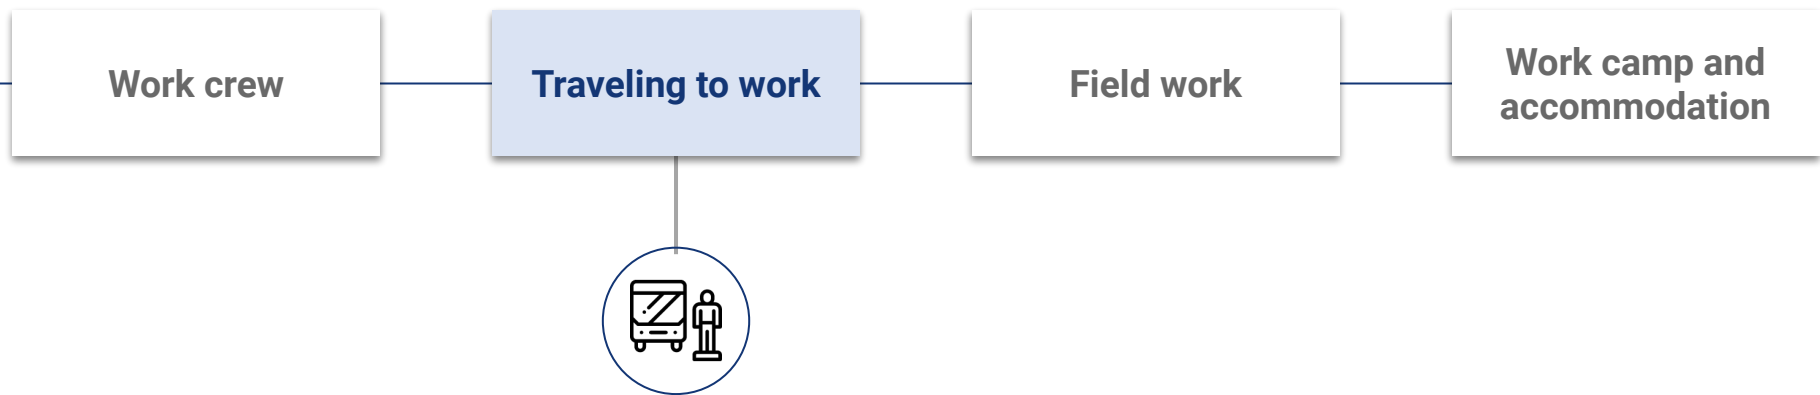 Work crew
Traveling to work
Field work
Work camp and
accommodation